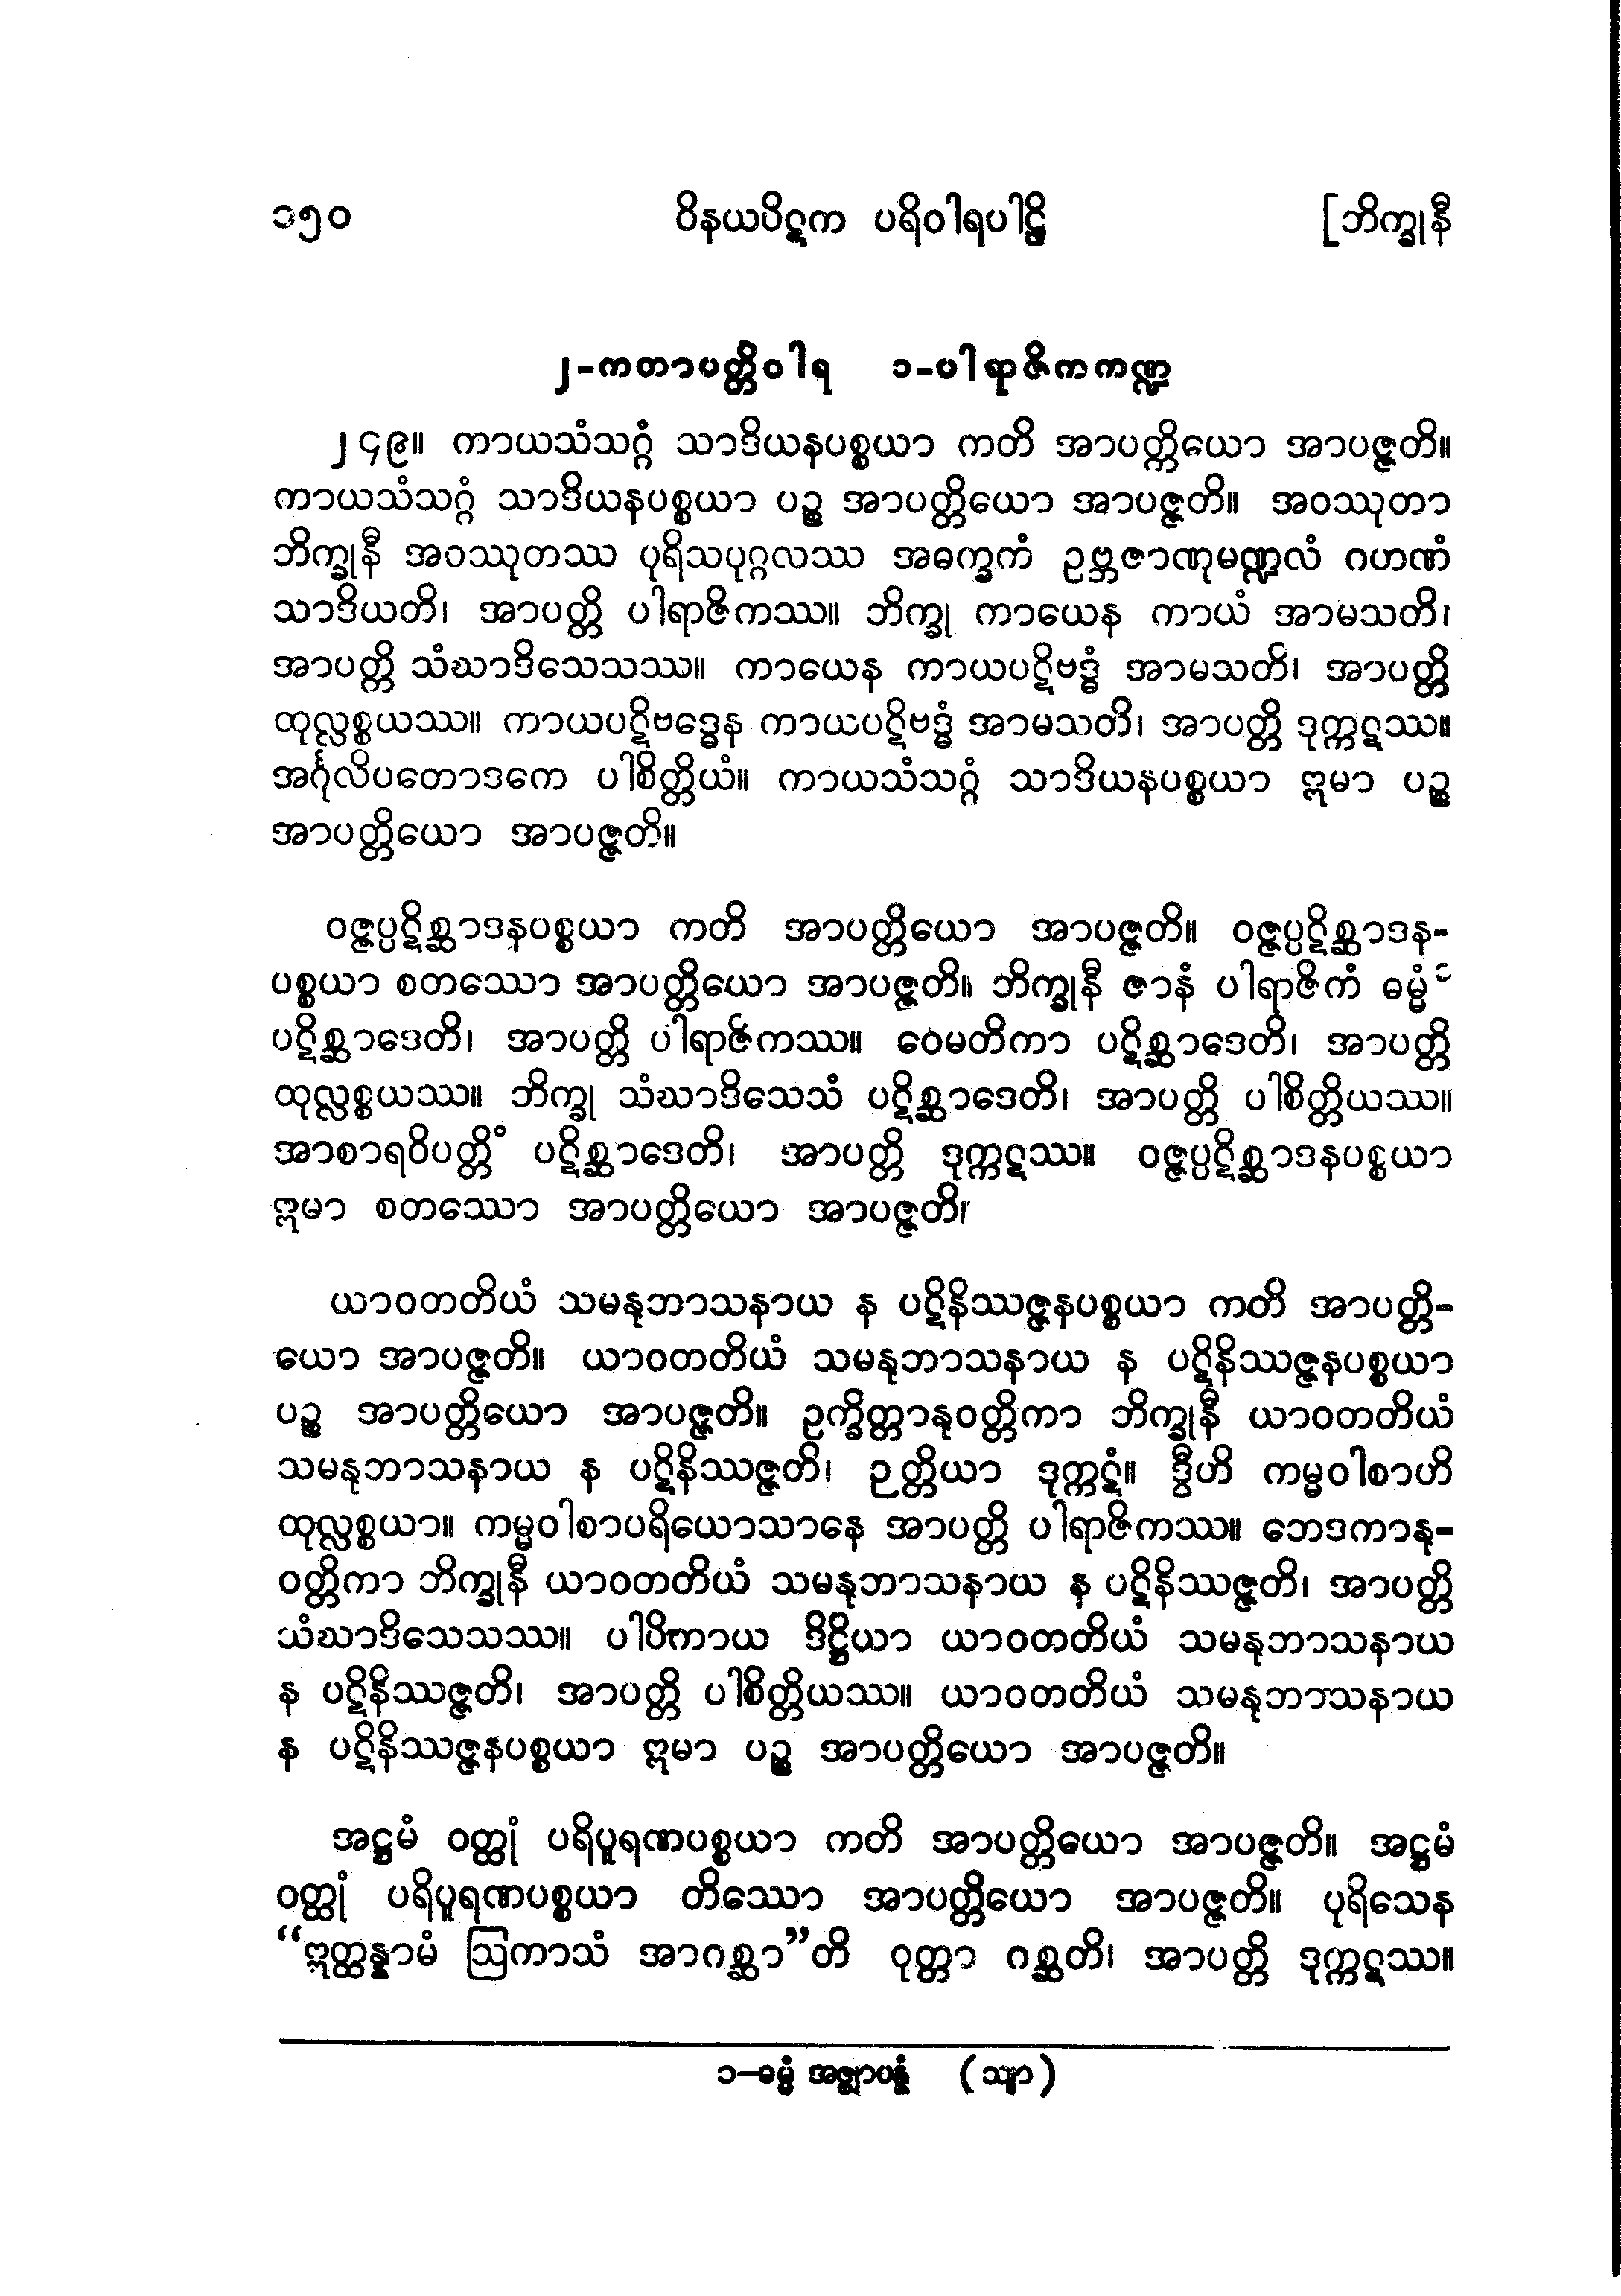 ၁၅၀ ဝိနယပိဋက ပရိဝါရပါဠိ [ဘိက္ခုနီ
၂-ကတာပတ္တိဝါရ ၁-ပါရာဇိကကဏ္ဍ
၂၄၉။ ကာယသံသဂ္ဂံ သာဒိယနပစ္စယာ ကတိ အာပတ္တိယော အာပဇ္ဇတိ။
ကာယသံသဂ္ဂံ သာဒိယနပစ္စယာ ပဉ္စ အာပတ္တိယော အာပဇ္ဇတိ။ အဝဿုတာ
ဘိက္ခုနီ အဝဿုတဿ ပုရိသပုဂ္ဂလဿ အဓက္ခကံ ဥဗ္ဘဇာဏုမဏ္ဍလံ ဂဟဏံ
သာဒိယတိ၊ အာပတ္တိ ပါရာဇိကဿ။ ဘိက္ခု ကာယေန ကာယံ အာမသတိ၊
အာပတ္တိ သံဃာဒိသေသဿ။ ကာယေန ကာယပဋိဗဒ္ဓံ အာမသတိ၊ အာပတ္တိ
ထုလ္လစ္စယဿ။ ကာယပဋိဗဒ္ဓေန ကာယပဋိဗဒ္ဓံ အာမသတိ၊ အာပတ္တိ ဒုက္ကဋဿ။
အင်္ဂုလိပတောဒကေ ပါစိတ္တိယံ။ ကာယသံသဂ္ဂံ သာဒိယနပစ္စယာ ဣမာ ပဉ္စ
အာပတ္တိယော အာပဇ္ဇတိ။
ဝဇ္ဇပ္ပဋိစ္ဆာဒနပစ္စယာ ကတိ အာပတ္တိယော အာပဇ္ဇတိ။ ဝဇ္ဇပ္ပဋိစ္ဆာဒန-
ပစ္စယာ စတဿော အာပတ္တိယော အာပဇ္ဇတိ။ ဘိက္ခုနီ ဇာနံ ပါရာဇိကံ ဓမ္မံ ၁
ပဋိစ္ဆာဒေတိ၊ အာပတ္တိ ပါရာဇိကဿ။ ဝေမတိကာ ပဋိစ္ဆာဒေတိ၊ အာပတ္တိ
ထုလ္လစ္စယဿ။ ဘိက္ခု သံဃာဒိသေသံ ပဋိစ္ဆာဒေတိ၊ အာပတ္တိ ပါစိတ္တိယဿ။
အာစာရဝိပတ္တိံ ပဋိစ္ဆာဒေတိ၊ အာပတ္တိ ဒုက္ကဋဿ။ ဝဇ္ဇပ္ပဋိစ္ဆာဒနပစ္စယာ
ဣမာ စတဿော အာပတ္တိယော အာပဇ္ဇတိ၊
ယာဝတတိယံ သမနုဘာသနာယ န ပဋိနိဿဇ္ဇနပစ္စယာ ကတိ အာပတ္တိ-
ယော အာပဇ္ဇတိ။ ယာဝတတိယံ သမနုဘာသနာယ န ပဋိနိဿဇ္ဇနပစ္စယာ
ပဉ္စ အာပတ္တိယော အာပဇ္ဇတိ။ ဥက္ခိတ္တာနုဝတ္တိကာ ဘိက္ခုနီ ယာဝတတိယံ
သမနုဘာသနာယ န ပဋိနိဿဇ္ဇတိ၊ ဉတ္တိယာ ဒုက္ကဋံ။ ဒွီဟိ ကမ္မဝါစာဟိ
ထုလ္လစ္စယာ။ ကမ္မဝါစာပရိယောသာနေ အာပတ္တိ ပါရာဇိကဿ။ ဘေဒကာနု-
ဝတ္တိကာ ဘိက္ခုနီ ယာဝတတိယံ သမနုဘာသနာယ န ပဋိနိဿဇ္ဇတိ၊ အာပတ္တိ
သံဃာဒိသေသဿ။ ပါပိကာယ ဒိဋ္ဌိယာ ယာဝတတိယံ သမနုဘာသနာယ
န ပဋိနိဿဇ္ဇတိ၊ အာပတ္တိ ပါစိတ္တိယဿ။ ယာဝတတိယံ သမနုဘာသနာယ
န ပဋိနိဿဇ္ဇနပစ္စယာ ဣမာ ပဉ္စ အာပတ္တိယော အာပဇ္ဇတိ။
အဋ္ဌမံ ဝတ္ထုံ ပရိပူရဏပစ္စယာ ကတိ အာပတ္တိယော အာပဇ္ဇတိ။ အဋ္ဌမံ
ဝတ္ထုံ ပရိပူရဏပစ္စယာ တိဿော အာပတ္တိယော အာပဇ္ဇတိ။ ပုရိသေန
“ဣတ္ထန္နာမံ ဩကာသံ အာဂစ္ဆာ”တိ ဝုတ္တာ ဂစ္ဆတိ၊ အာပတ္တိ ဒုက္ကဋဿ။
၁-ဓမ္မံ အဇ္ဈာပန္နံ (သျာ)